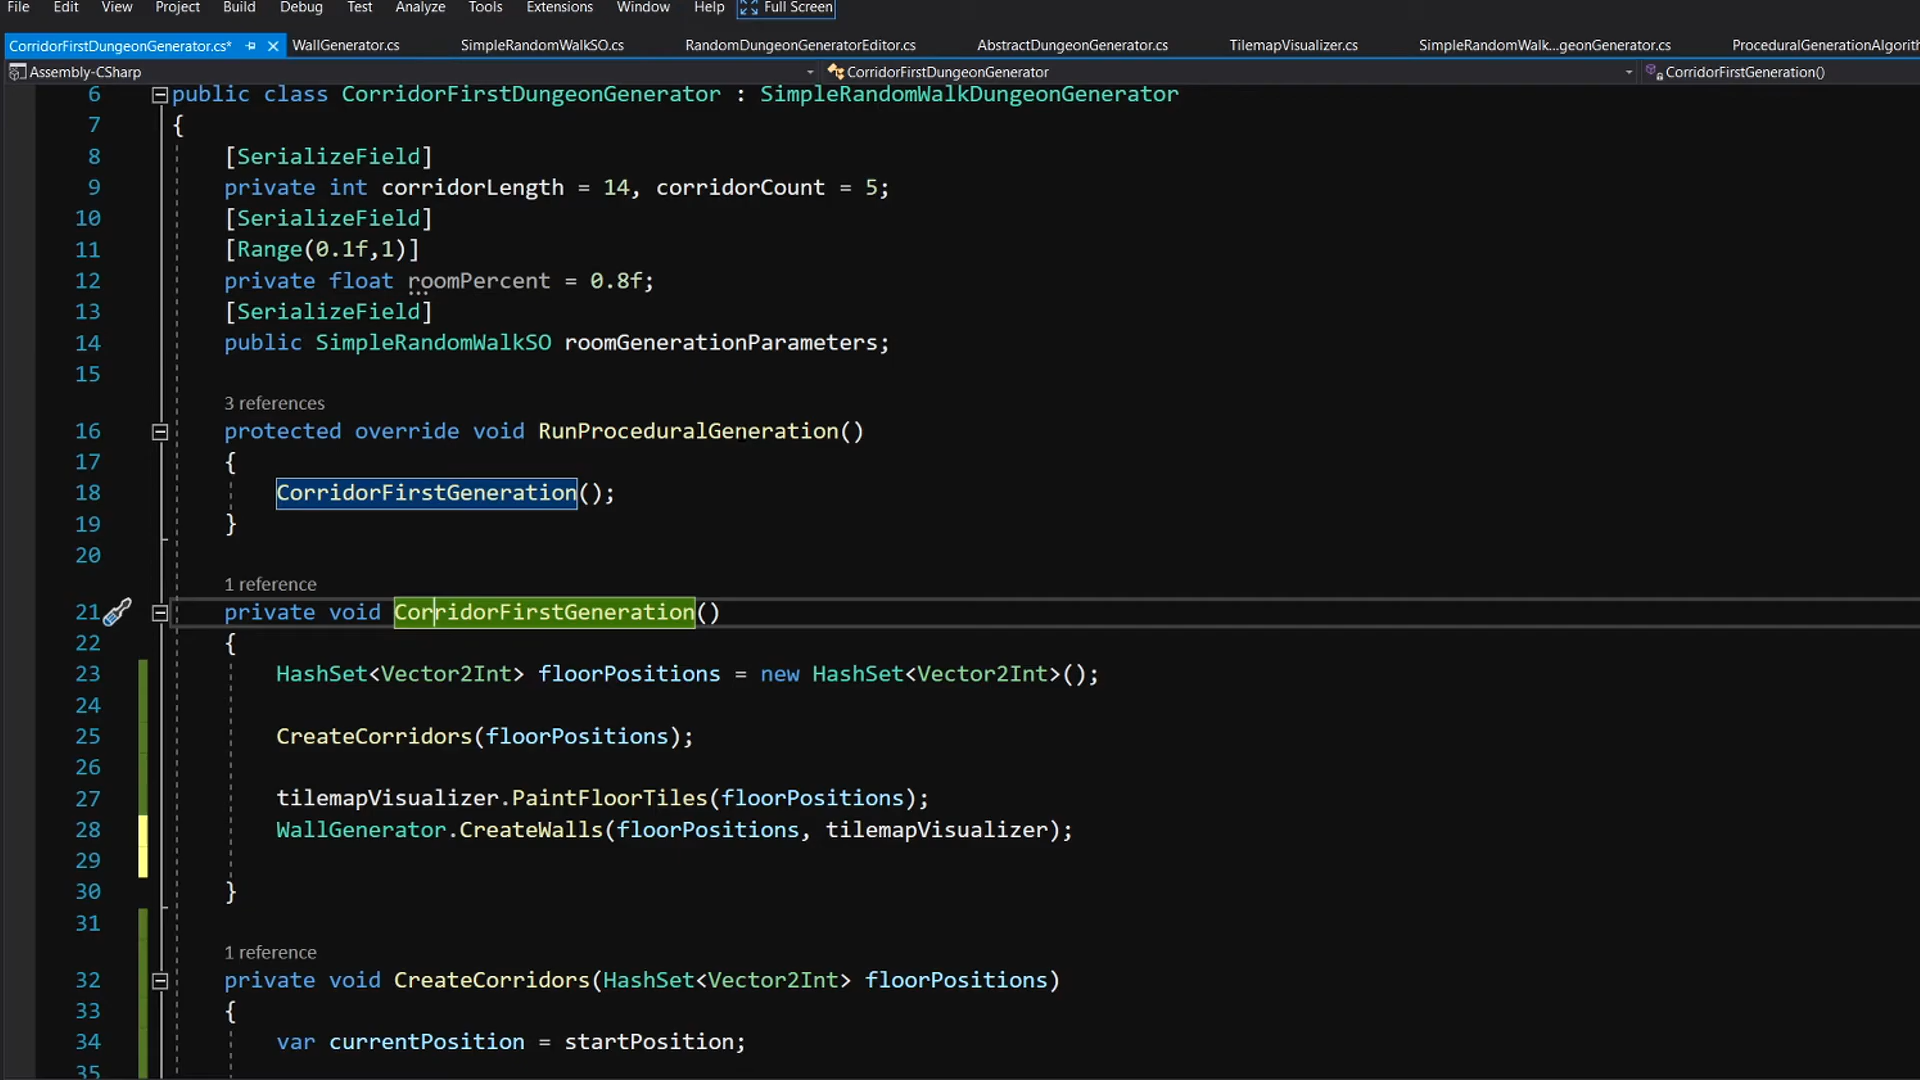 File Edit View Project Build Debug Test Analyze Tools Extensions Window Help Full Screen
CorridorFirstDungeonGenerator.cs* WallGenerator.cs SimpleRandomWalkSO.cs RandomDungeonGeneratorEditor.cs AbstractDungeonGenerator.cs TilemapVisualizer.cs SimpleRandomWalk...geonGenerator.cs ProceduralGenerationAlgorith
Assembly-CSharp CorridorFirstDungeonGenerator CorridorFirstGeneration()
6 public class CorridorFirstDungeonGenerator : SimpleRandomWalkDungeonGenerator
7 {
8 [SerializeField]
9 private int corridorLength = 14, corridorCount = 5;
10 [SerializeField]
11 [Range(0.1f,1)]
12 private float roomPercent = 0.8f;
13 [SerializeField]
14 public SimpleRandomWalkSO roomGenerationParameters;
15
3 references
16 protected override void RunProceduralGeneration()
17 {
18 CorridorFirstGeneration();
19 }
20
1 reference
21 private void CorridorFirstGeneration()
22 {
23 HashSet<Vector2Int> floorPositions = new HashSet<Vector2Int>();
24
25 CreateCorridors(floorPositions);
26
27 tilemapVisualizer.PaintFloorTiles(floorPositions);
28 WallGenerator.CreateWalls(floorPositions, tilemapVisualizer);
29
30 }
31
1 reference
32 private void CreateCorridors(HashSet<Vector2Int> floorPositions)
33 {
34 var currentPosition = startPosition;
35